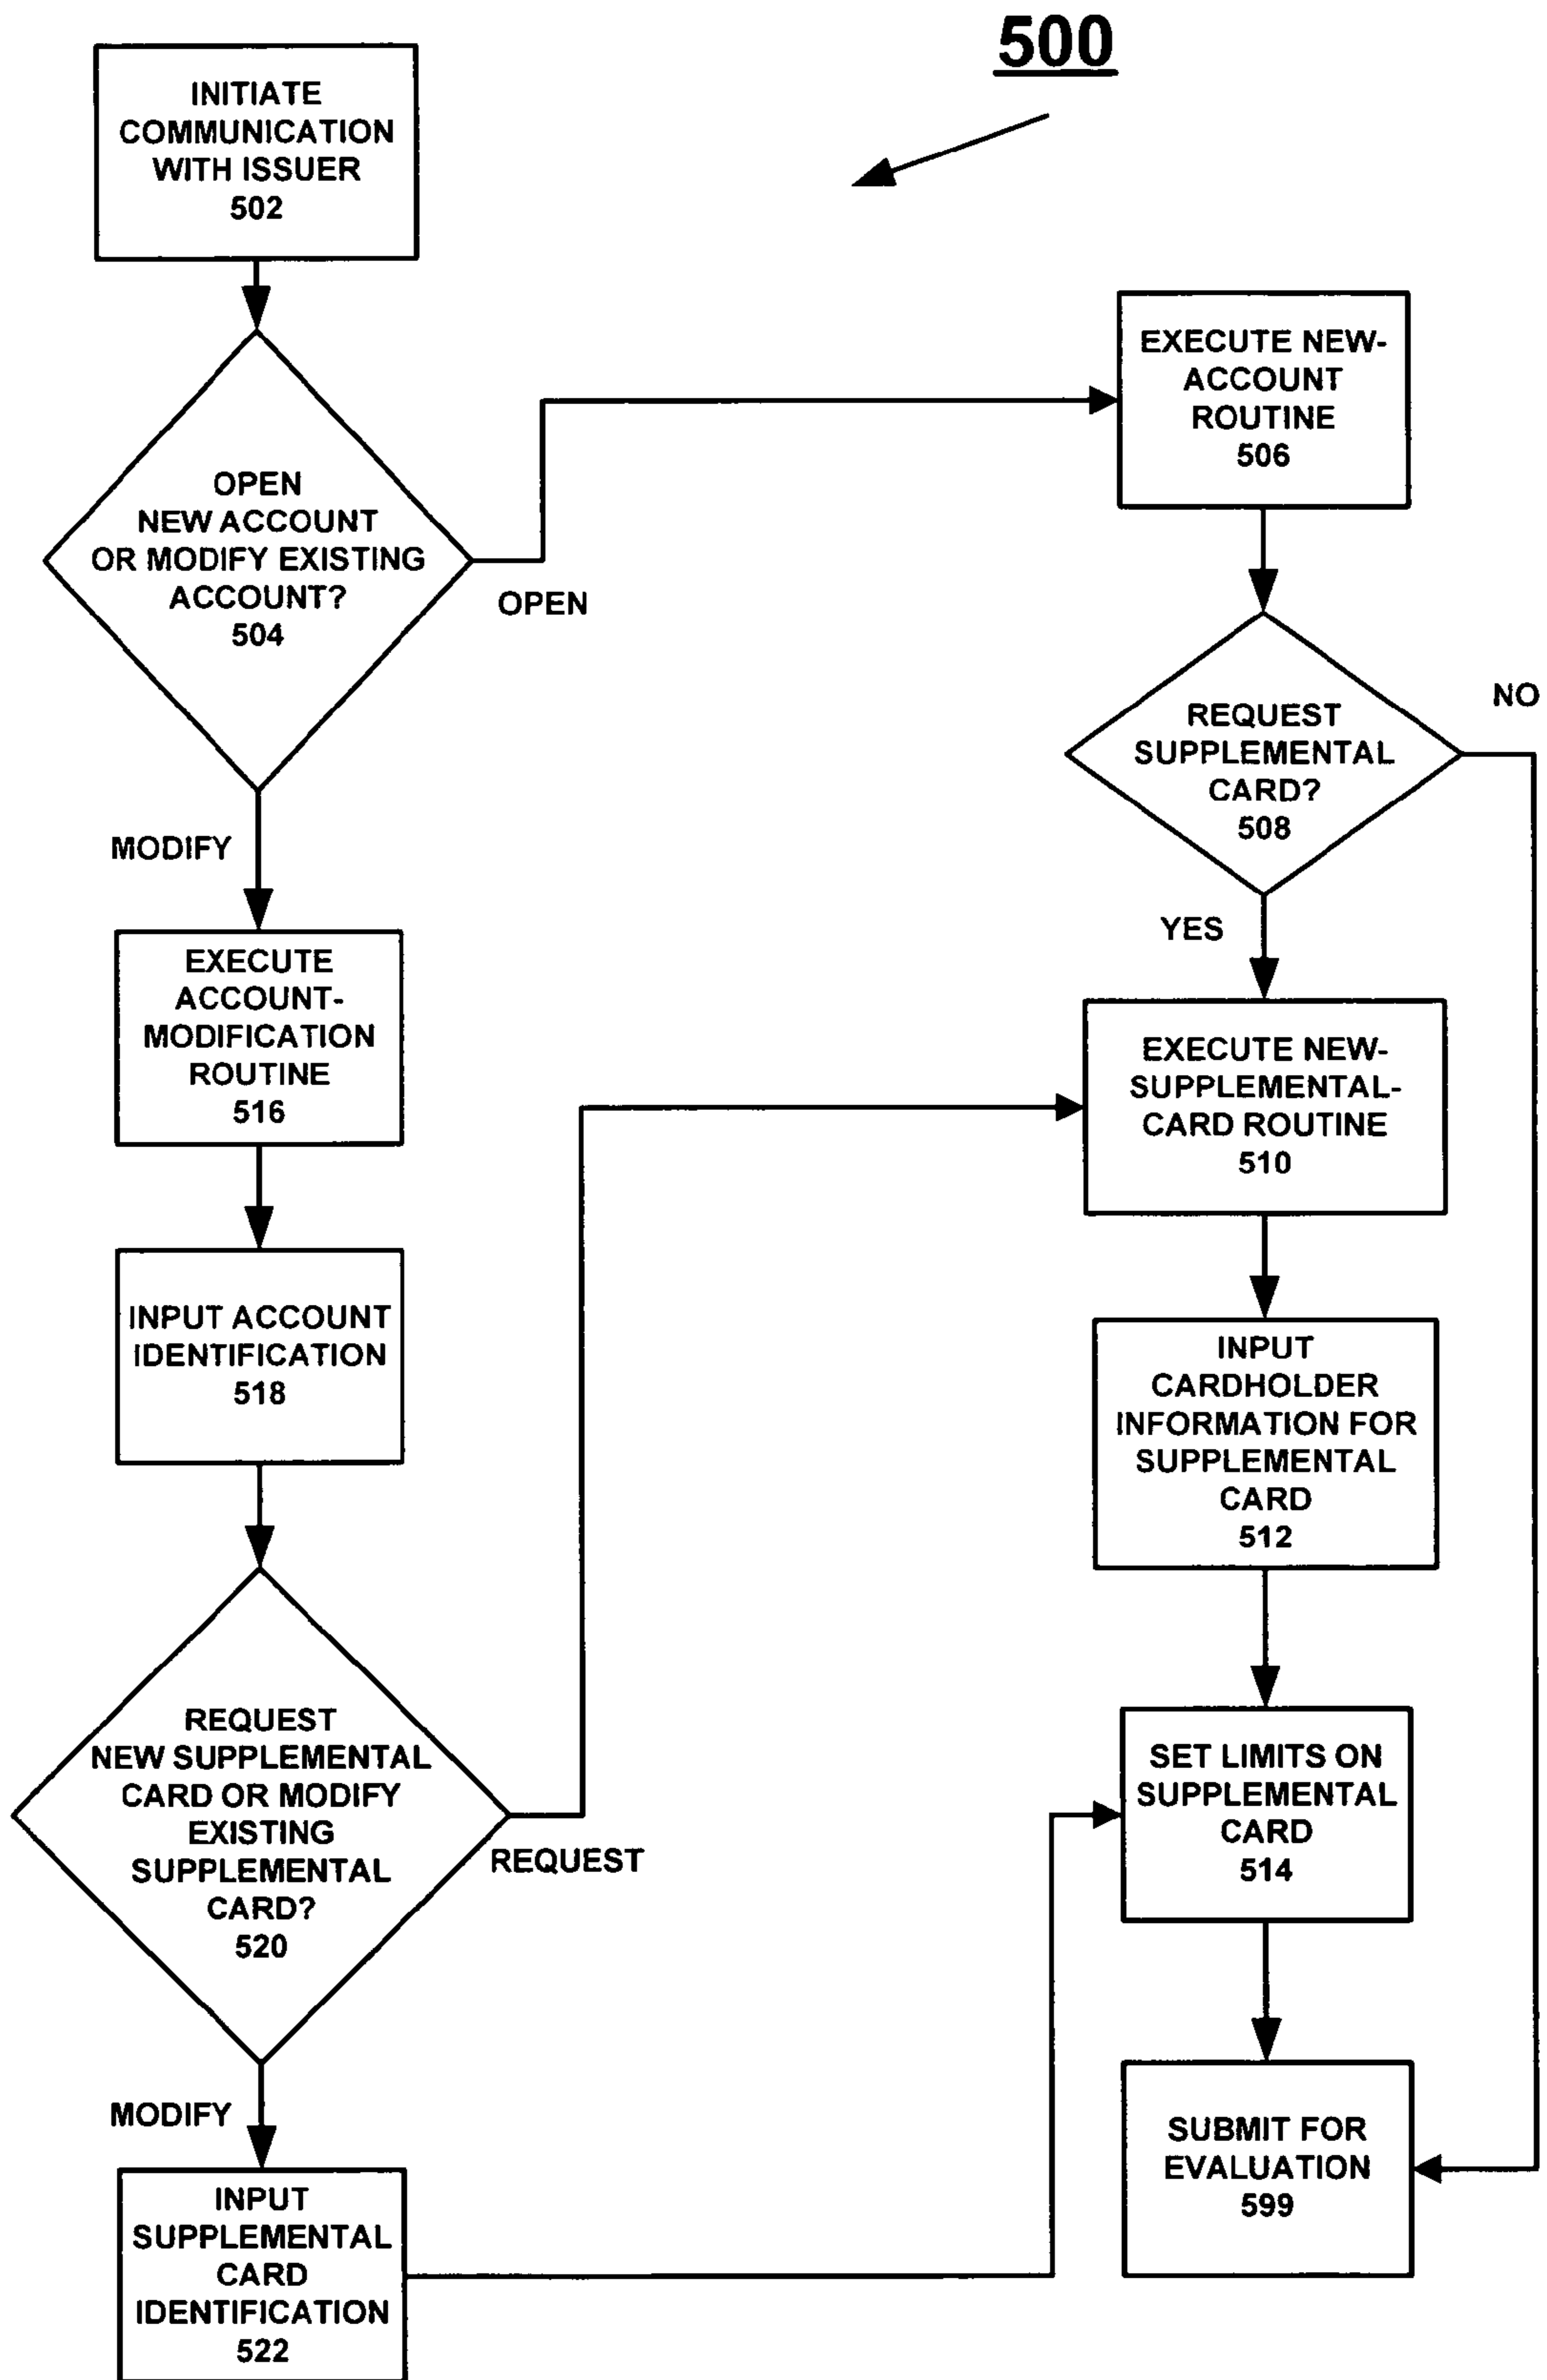 500
INITIATE
COMMUNICATION
WITH ISSUER
502
OPEN
NEW ACCOUNT
OR MODIFY EXISTING
ACCOUNT?
504
OPEN
MODIFY
EXECUTE NEW-
ACCOUNT
ROUTINE
506
REQUEST
SUPPLEMENTAL
CARD?
508
NO
YES
EXECUTE
ACCOUNT-
MODIFICATION
ROUTINE
516
EXECUTE NEW-
SUPPLEMENTAL-
CARD ROUTINE
510
INPUT ACCOUNT
IDENTIFICATION
518
INPUT
CARDHOLDER
INFORMATION FOR
SUPPLEMENTAL
CARD
512
REQUEST
NEW SUPPLEMENTAL
CARD OR MODIFY
EXISTING
SUPPLEMENTAL
CARD?
520
REQUEST
MODIFY
SET LIMITS ON
SUPPLEMENTAL
CARD
514
SUBMIT FOR
EVALUATION
599
INPUT
SUPPLEMENTAL
CARD
IDENTIFICATION
522